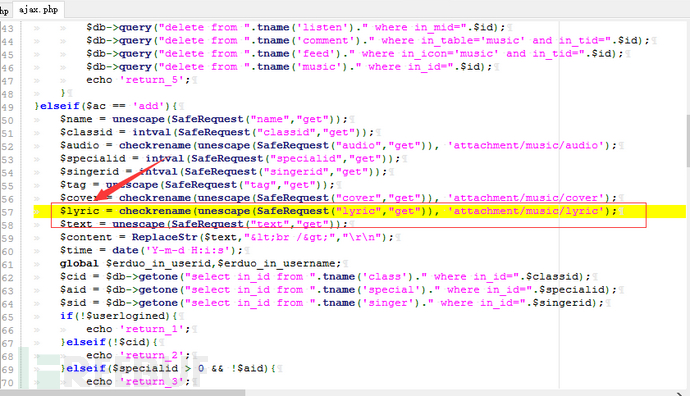 hp ajax.php
43 $db->query("delete from ".tname('listen')." where in_mid=".$id);
44 $db->query("delete from ".tname('comment')." where in_table='music' and in_tid=".$id);
45 $db->query("delete from ".tname('feed')." where in_icon='music' and in_tid=".$id);
46 $db->query("delete from ".tname('music')." where in_id=".$id);
47 echo 'return_5';
48 }
49 }elseif($ac == 'add'){
50 $name = unescape(SafeRequest("name","get"));
51 $classid = intval(SafeRequest("classid","get"));
52 $audio = checkrename(unescape(SafeRequest("audio","get")), 'attachment/music/audio');
53 $specialid = intval(SafeRequest("specialid","get"));
54 $singerid = intval(SafeRequest("singerid","get"));
55 $tag = unescape(SafeRequest("tag","get"));
56 $cover = checkrename(unescape(SafeRequest("cover","get")), 'attachment/music/cover');
57 $lyric = checkrename(unescape(SafeRequest("lyric","get")), 'attachment/music/lyric');
58 $text = unescape(SafeRequest("text","get"));
59 $content = ReplaceStr($text,"&lt;br /&gt;","\r\n");
60 $time = date('Y-m-d H:i:s');
61 global $erduo_in_userid,$erduo_in_username;
62 $cid = $db->getone("select in_id from ".tname('class')." where in_id=".$classid);
63 $aid = $db->getone("select in_id from ".tname('special')." where in_id=".$specialid);
64 $sid = $db->getone("select in_id from ".tname('singer')." where in_id=".$singerid);
65 if(!$userlogined){
66 echo 'return_1';
67 }elseif(!$cid){
68 echo 'return_2';
69 }elseif($specialid > 0 && !$aid){
70 echo 'return_3';